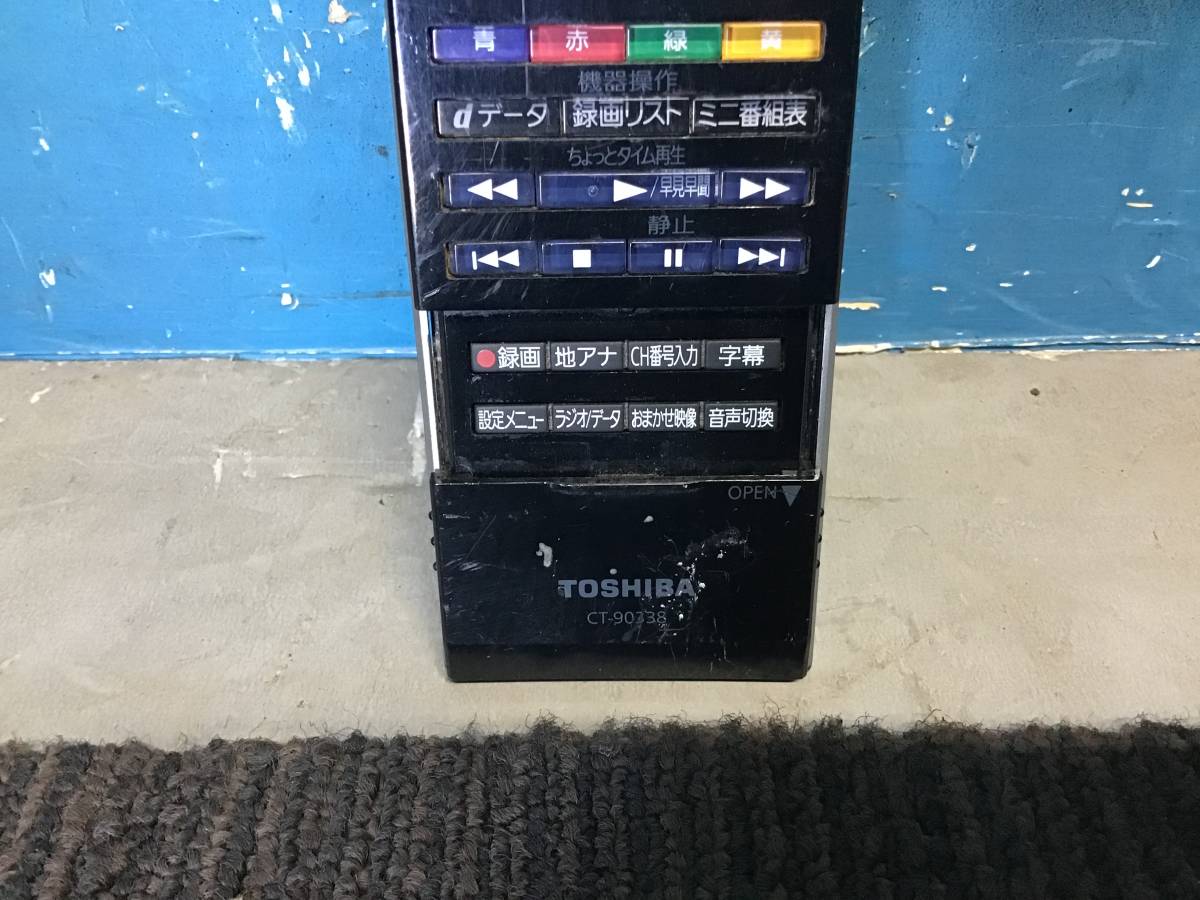 青 赤 緑 黄
機器操作
dデータ 録画リスト ミニ番組表
ちょっとタイム再生
/早見早聞
静止
録画 地アナ CH番号入力 字幕
設定メニュー ラジオ/データ おまかせ映像 音声切換
OPEN
TOSHIBA
CT-90338